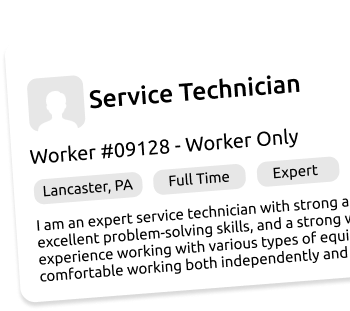 Service Technician
Worker #09128 - Worker Only
Lancaster, PA Full Time Expert
I am an expert service technician with strong a
excellent problem-solving skills, and a strong
experience working with various types of equi
comfortable working both independently and